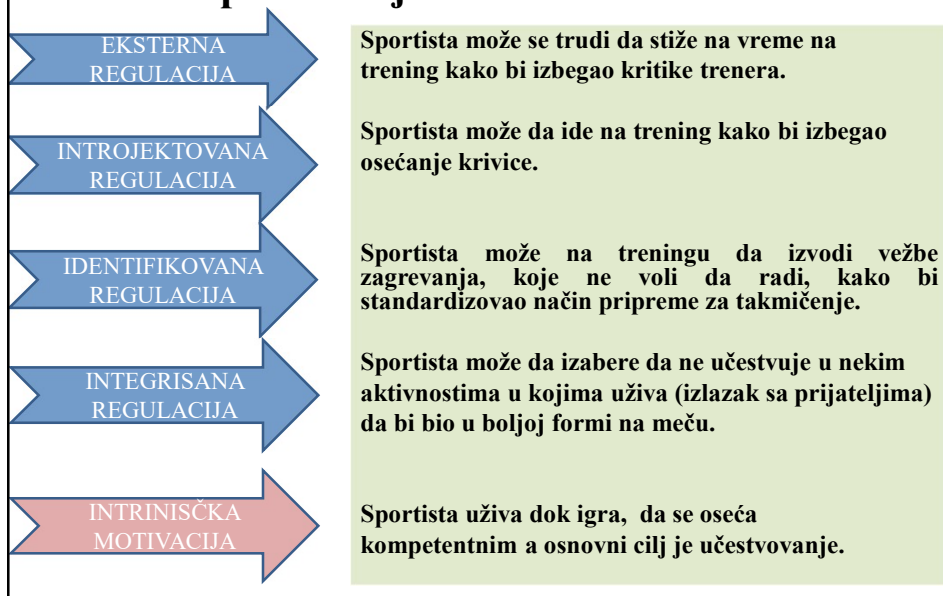 EKSTERNA
REGULACIJA
Sportista može se trudi da stiže na vreme na
trening kako bi izbegao kritike trenera.
INTROJEKTOVANA
REGULACIJA
Sportista može da ide na trening kako bi izbegao
osećanje krivice.
IDENTIFIKOVANA
REGULACIJA
Sportista može na treningu da izvodi vežbe
zagrevanja, koje ne voli da radi, kako bi
standardizovao način pripreme za takmičenje.
INTEGRISANA
REGULACIJA
Sportista može da izabere da ne učestvuje u nekim
aktivnostima u kojima uživa (izlazak sa prijateljima)
da bi bio u boljoj formi na meču.
INTRINISČKA
MOTIVACIJA
Sportista uživa dok igra, da se oseća
kompetentnim a osnovni cilj je učestvovanje.